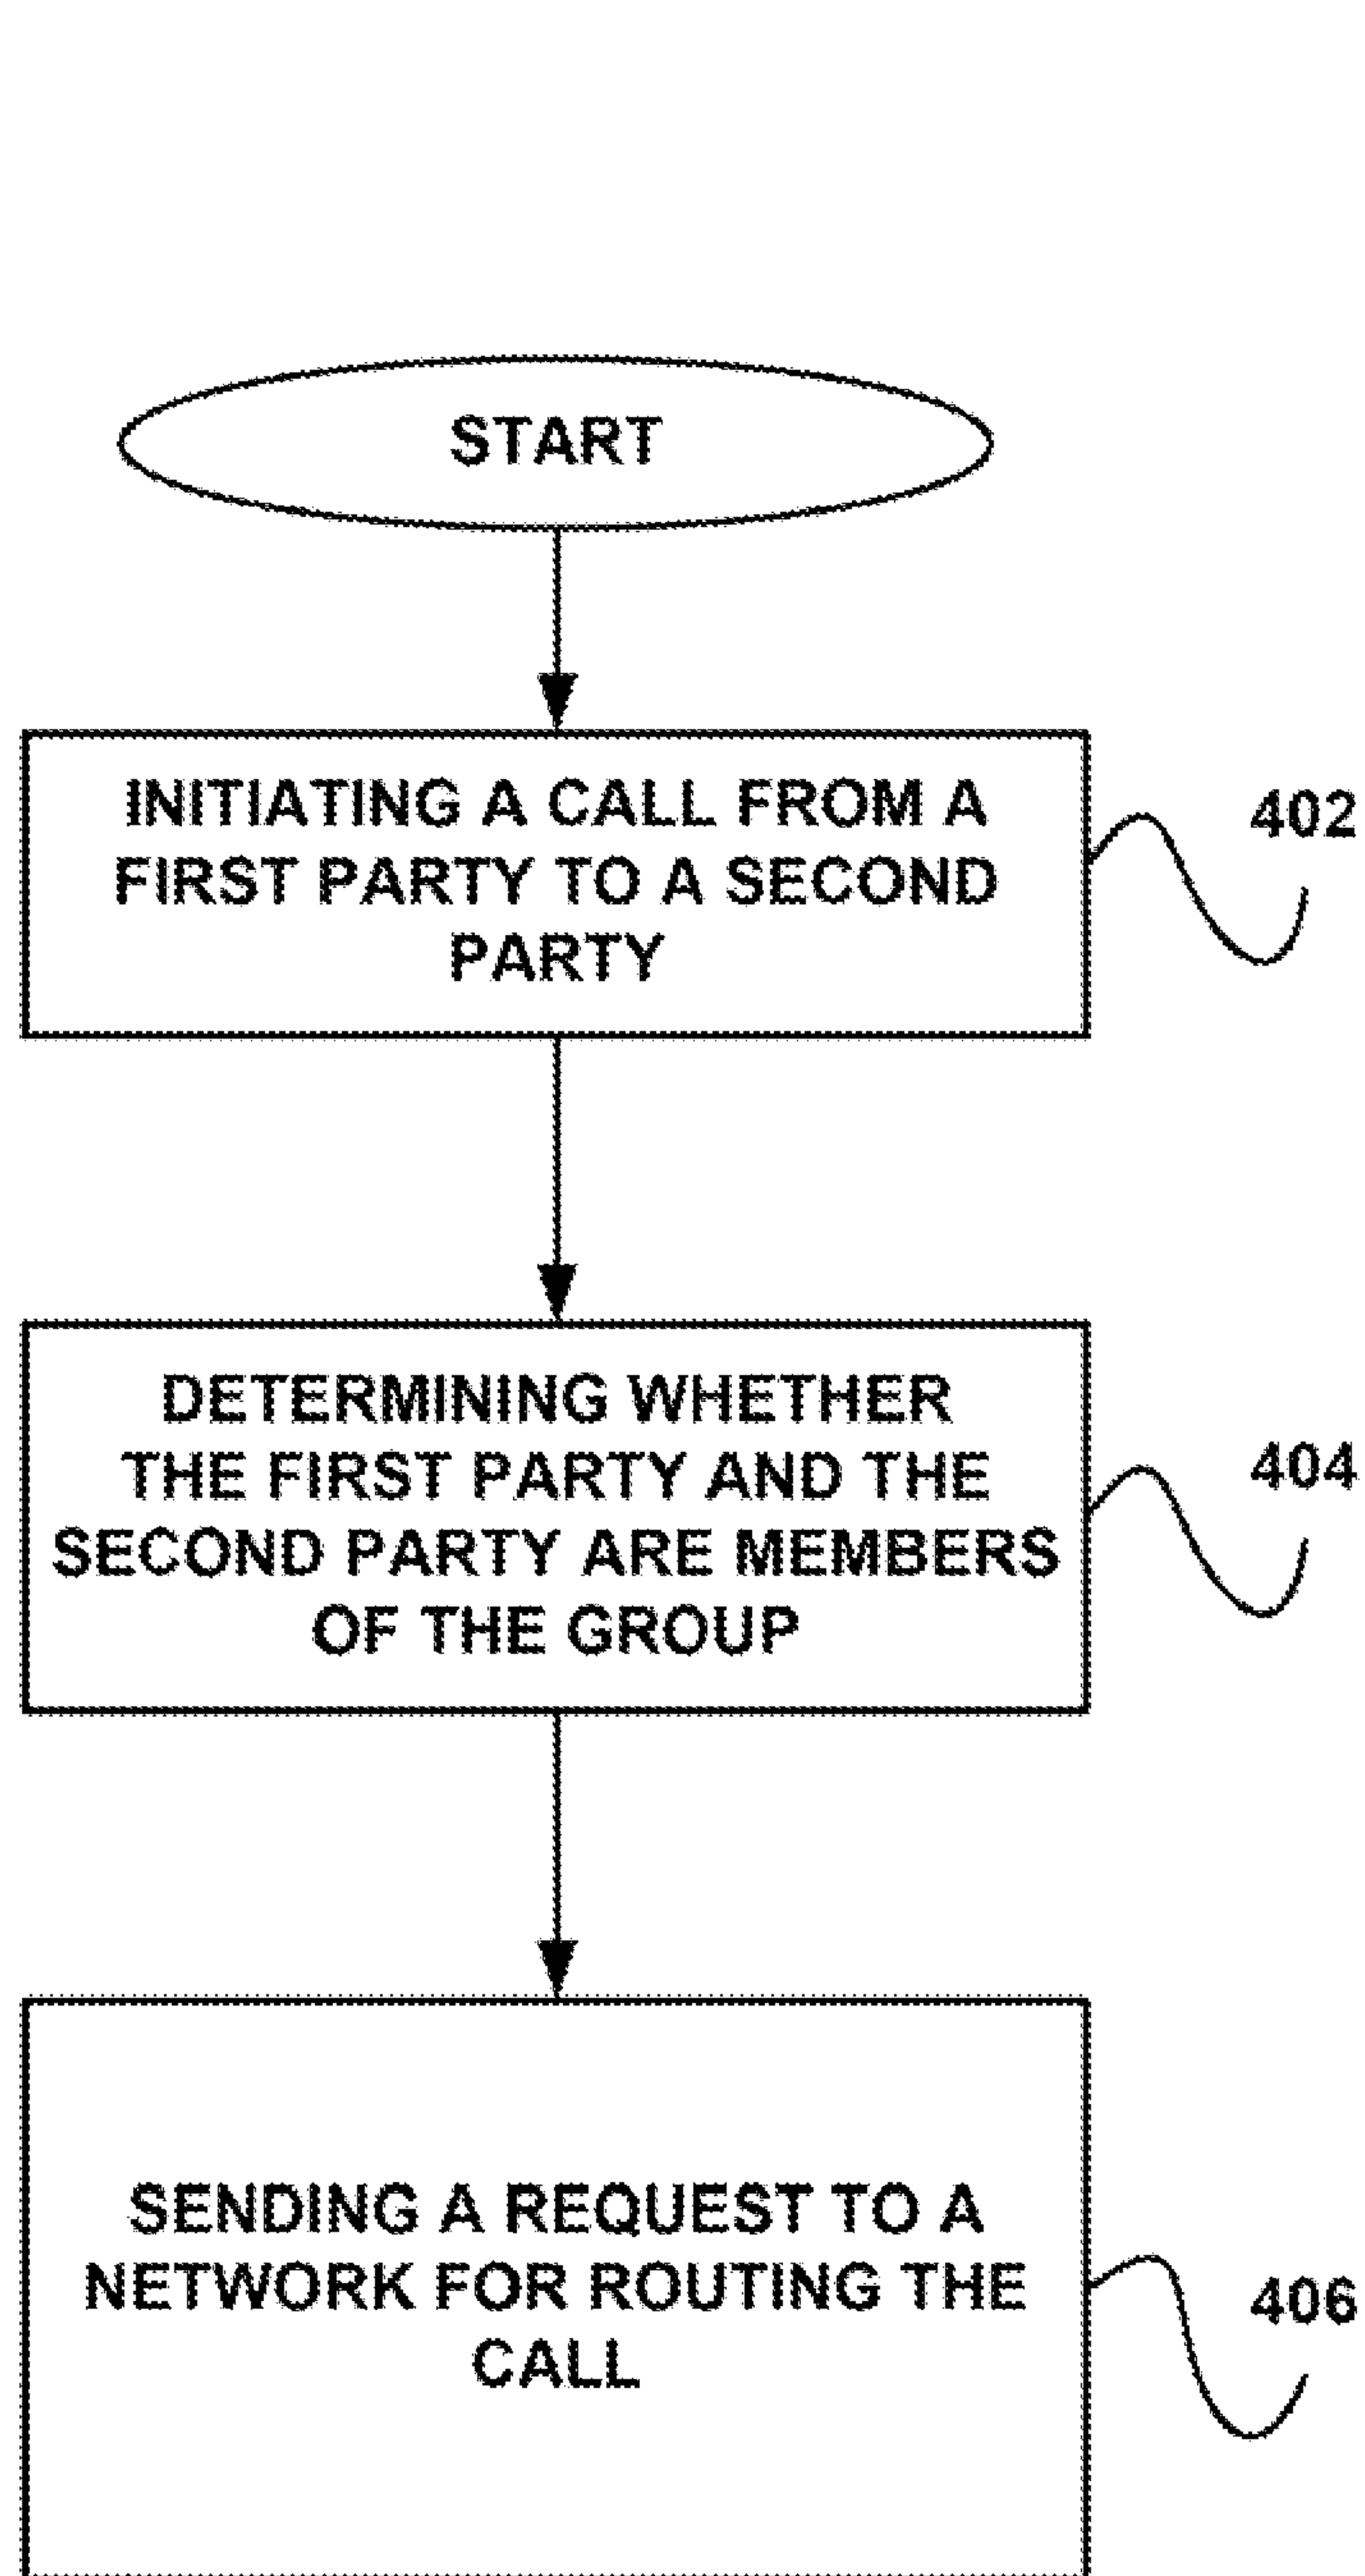 START
INITIATING A CALL FROM A
FIRST PARTY TO A SECOND
PARTY
402
DETERMINING WHETHER
THE FIRST PARTY AND THE
SECOND PARTY ARE MEMBERS
OF THE GROUP
404
SENDING A REQUEST TO A
NETWORK FOR ROUTING THE
CALL
406